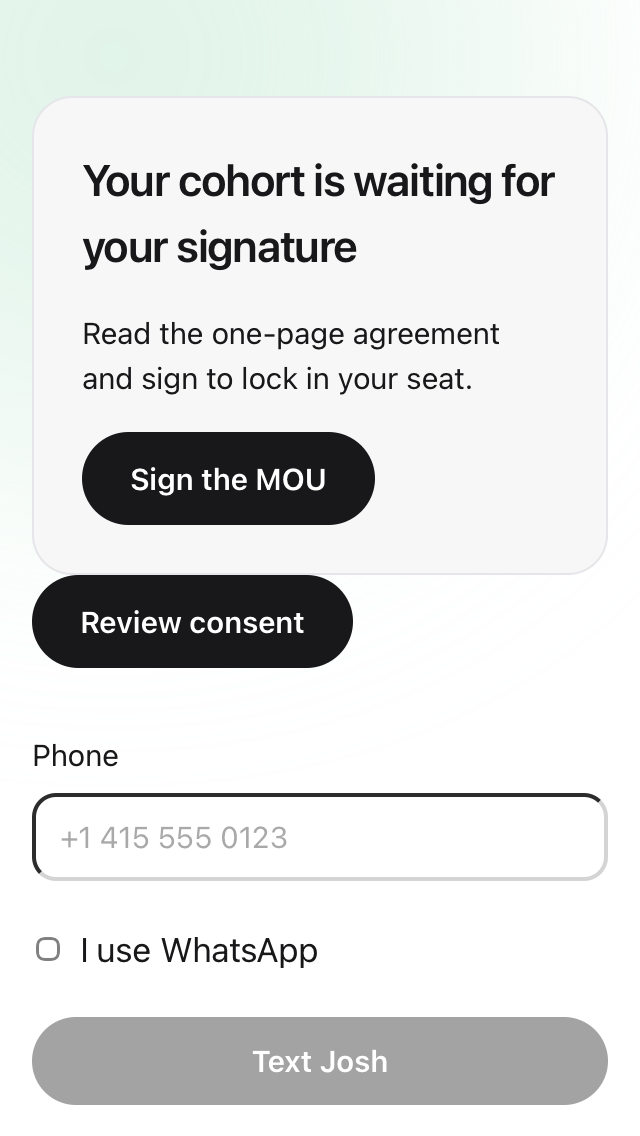 Your cohort is waiting for
your signature
Read the one-page agreement
and sign to lock in your seat.
Sign the MOU
Review consent
Phone
+1 415 555 0123
I use WhatsApp
Text Josh